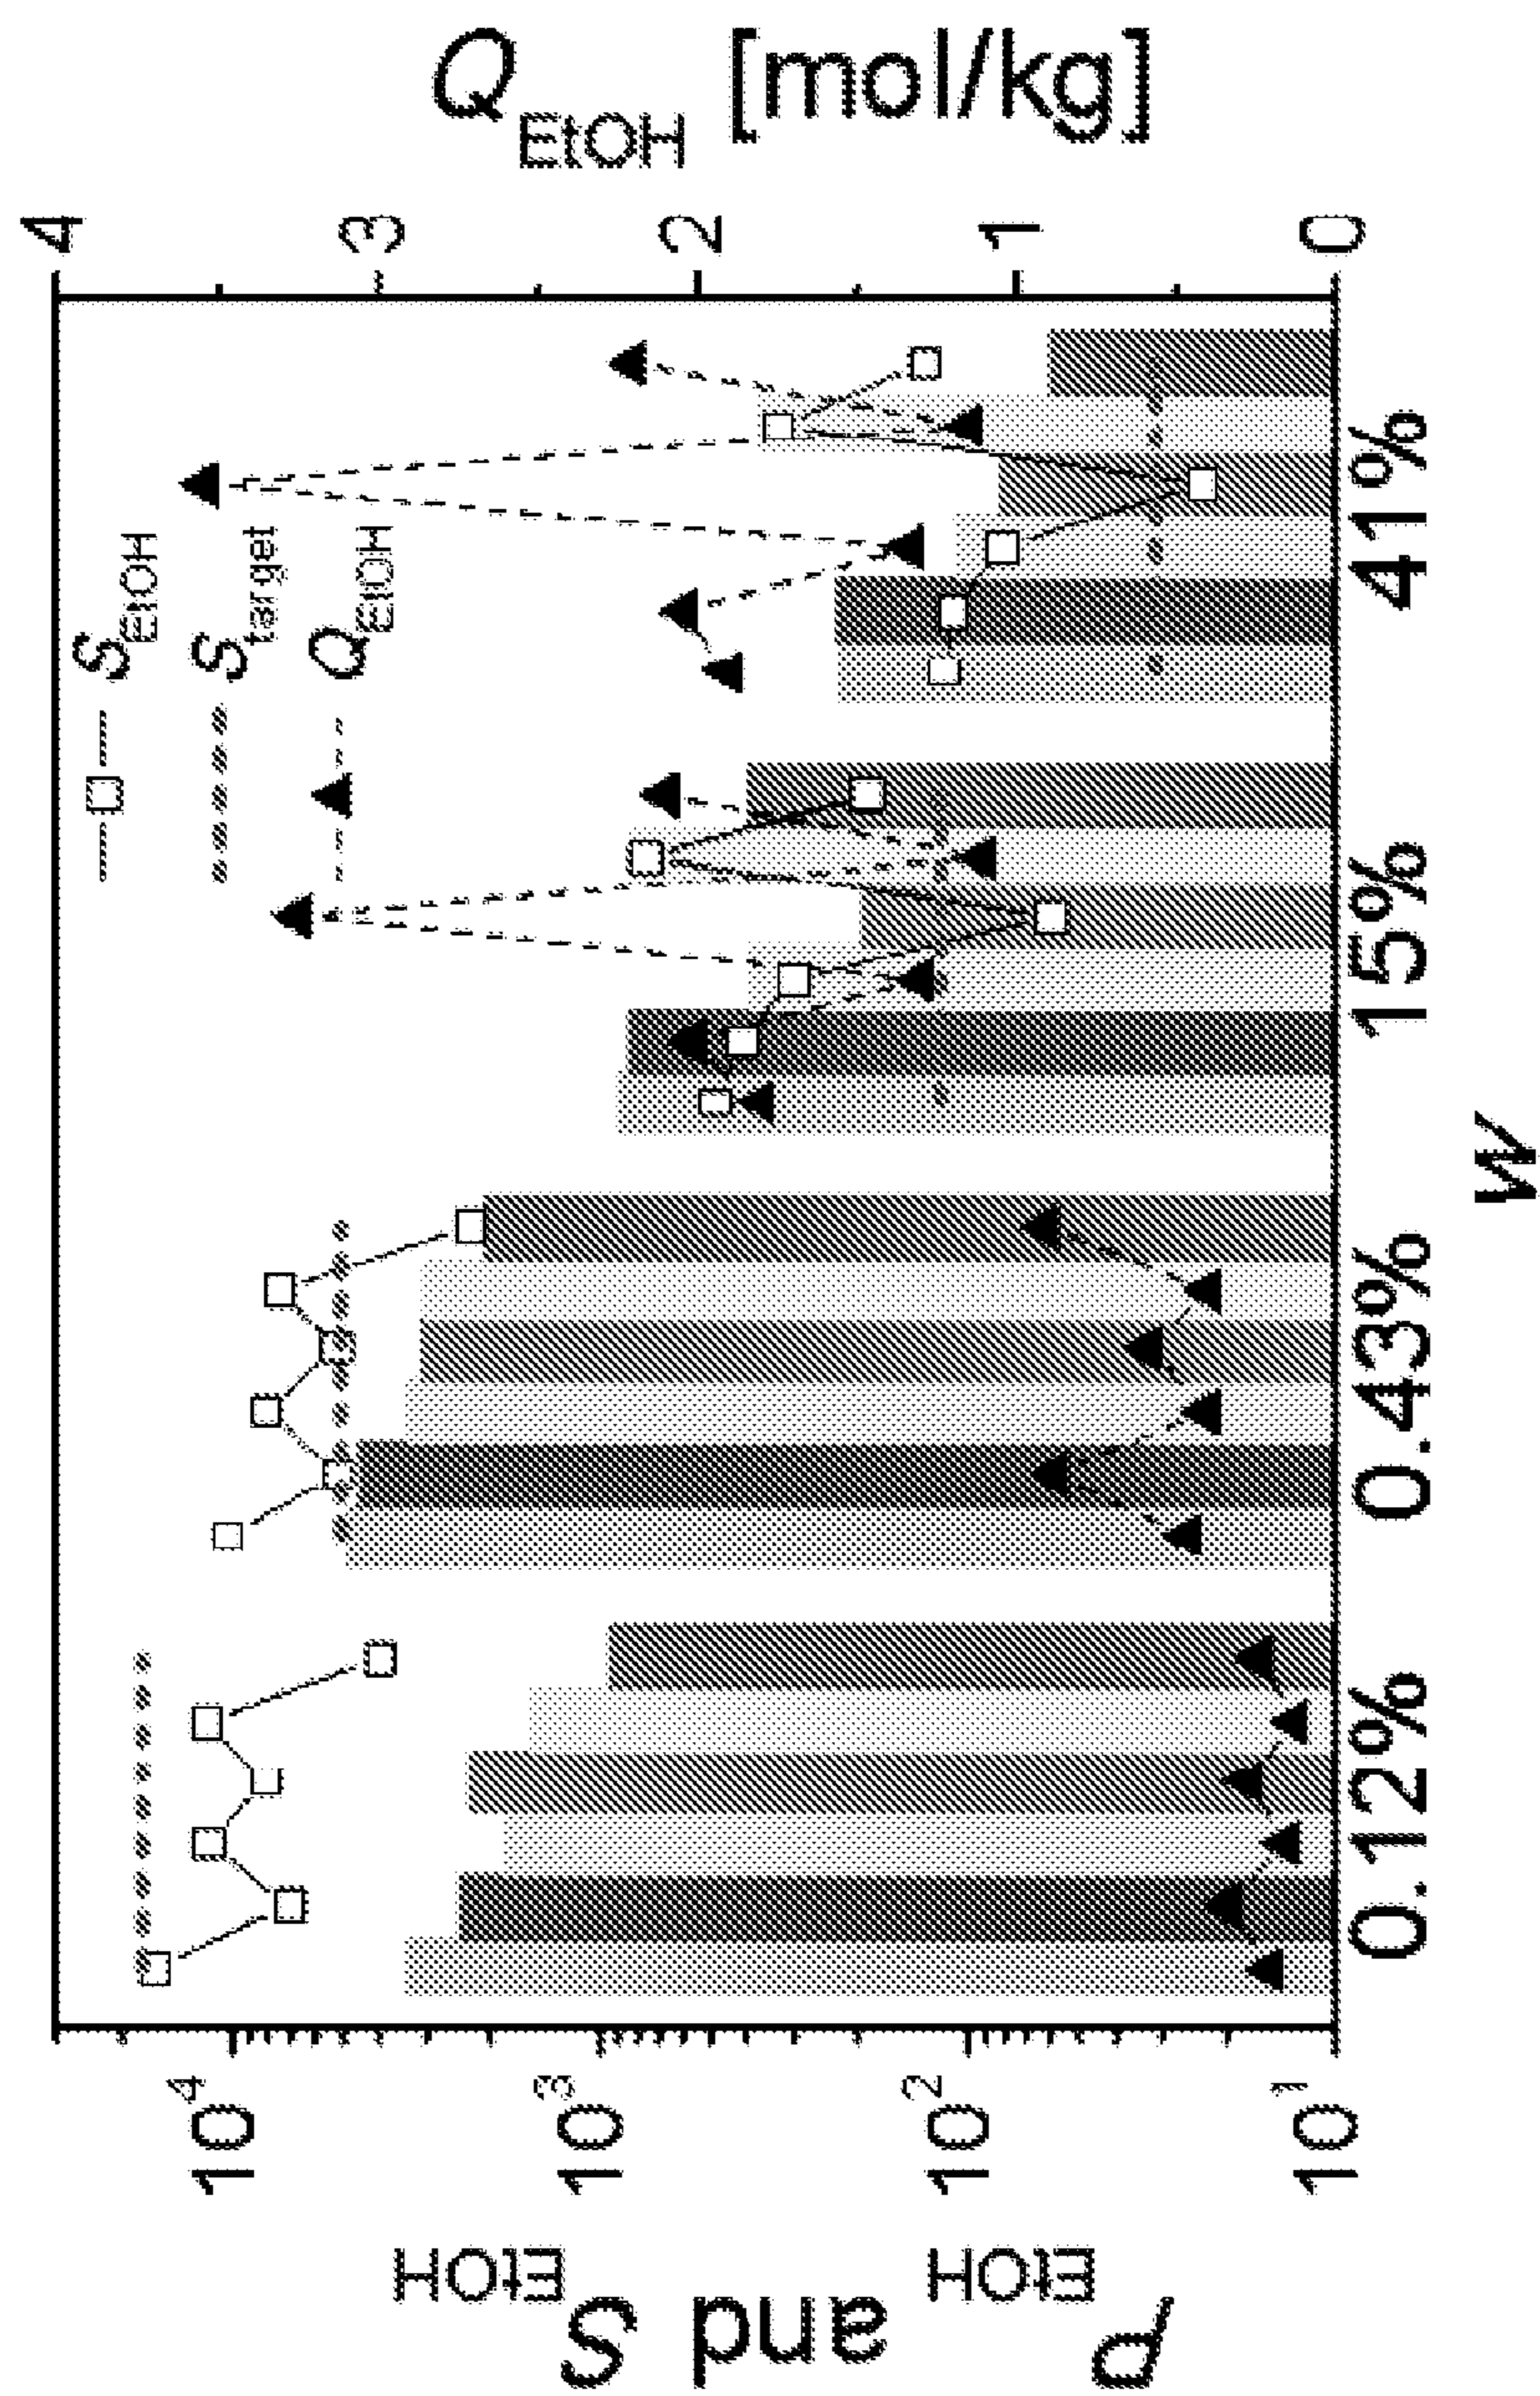 P_EtOH and S_EtOH
10^4
10^3
10^2
10^1
S_EtOH
S_target
Q_EtOH
0.12%
0.43%
15%
41%
w
4
3
2
1
0
Q_EtOH [mol/kg]